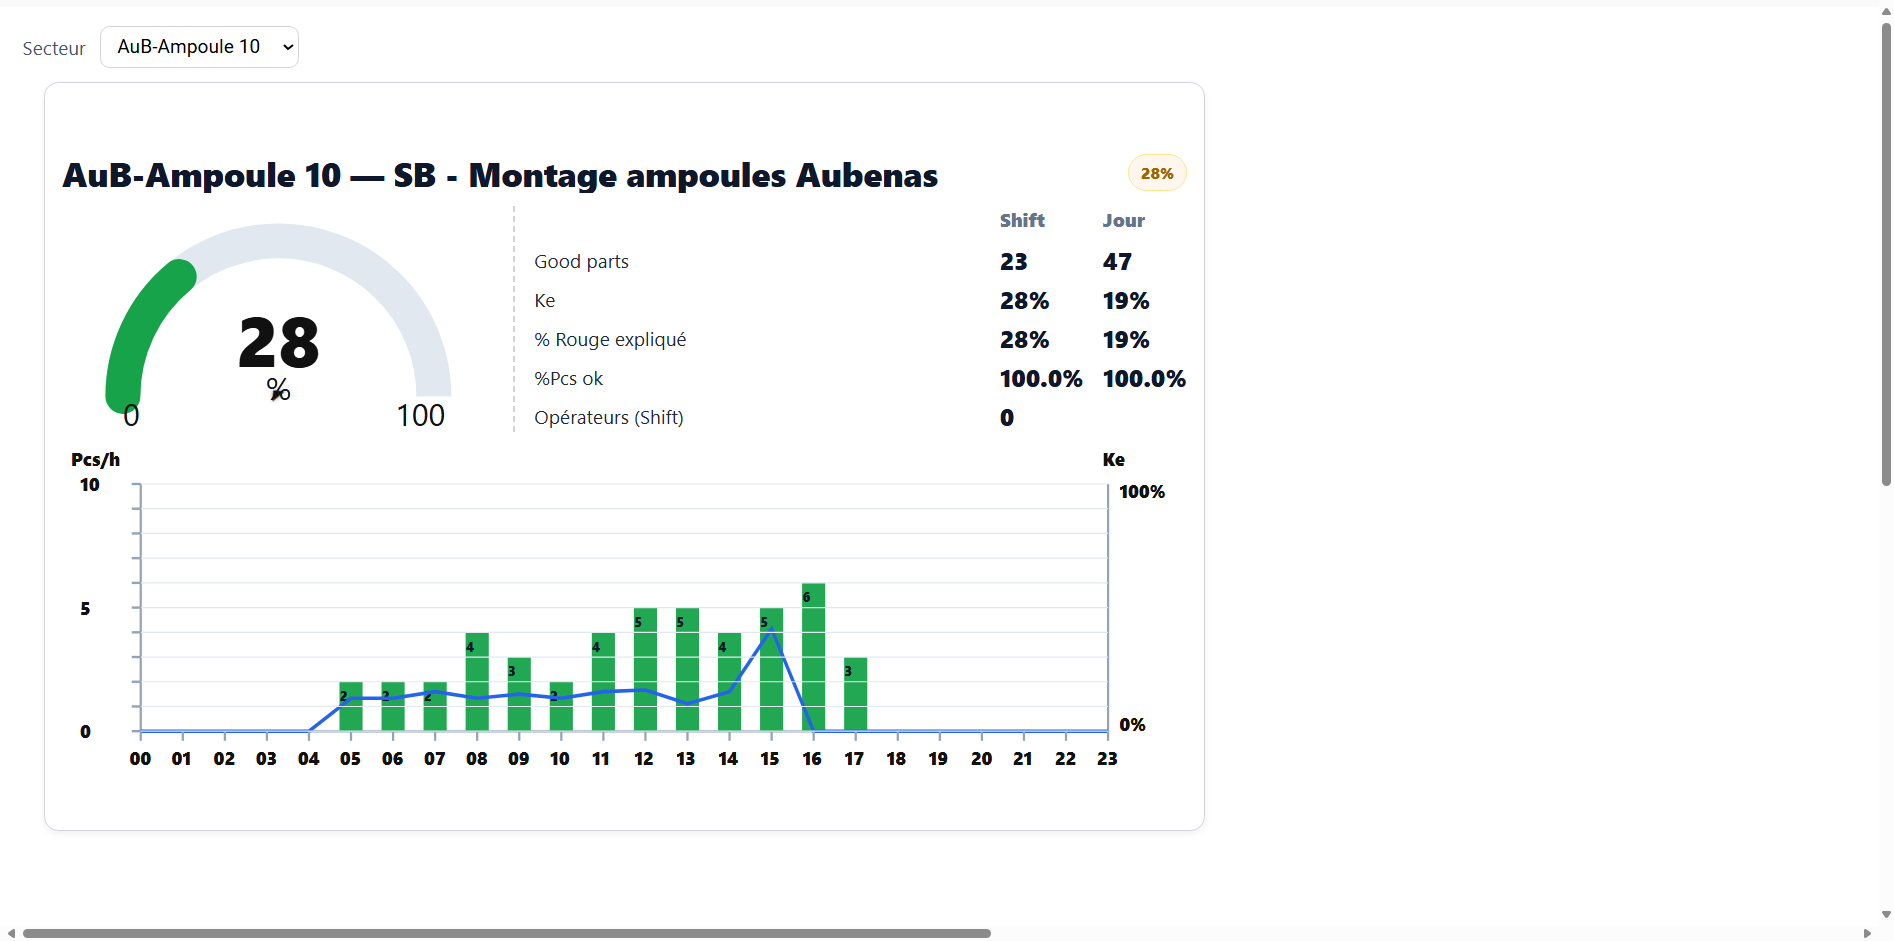 Secteur AuB-Ampoule 10
AuB-Ampoule 10 — SB - Montage ampoules Aubenas 28%
Shift Jour
Good parts 23 47
Ke 28% 19%
% Rouge expliqué 28% 19%
%Pcs ok 100.0% 100.0%
Opérateurs (Shift) 0
28
%
0 100
Pcs/h Ke
10 100%
5
0 0%
2 2 2 4 3 2 4 5 5 4 5 6 3
00 01 02 03 04 05 06 07 08 09 10 11 12 13 14 15 16 17 18 19 20 21 22 23